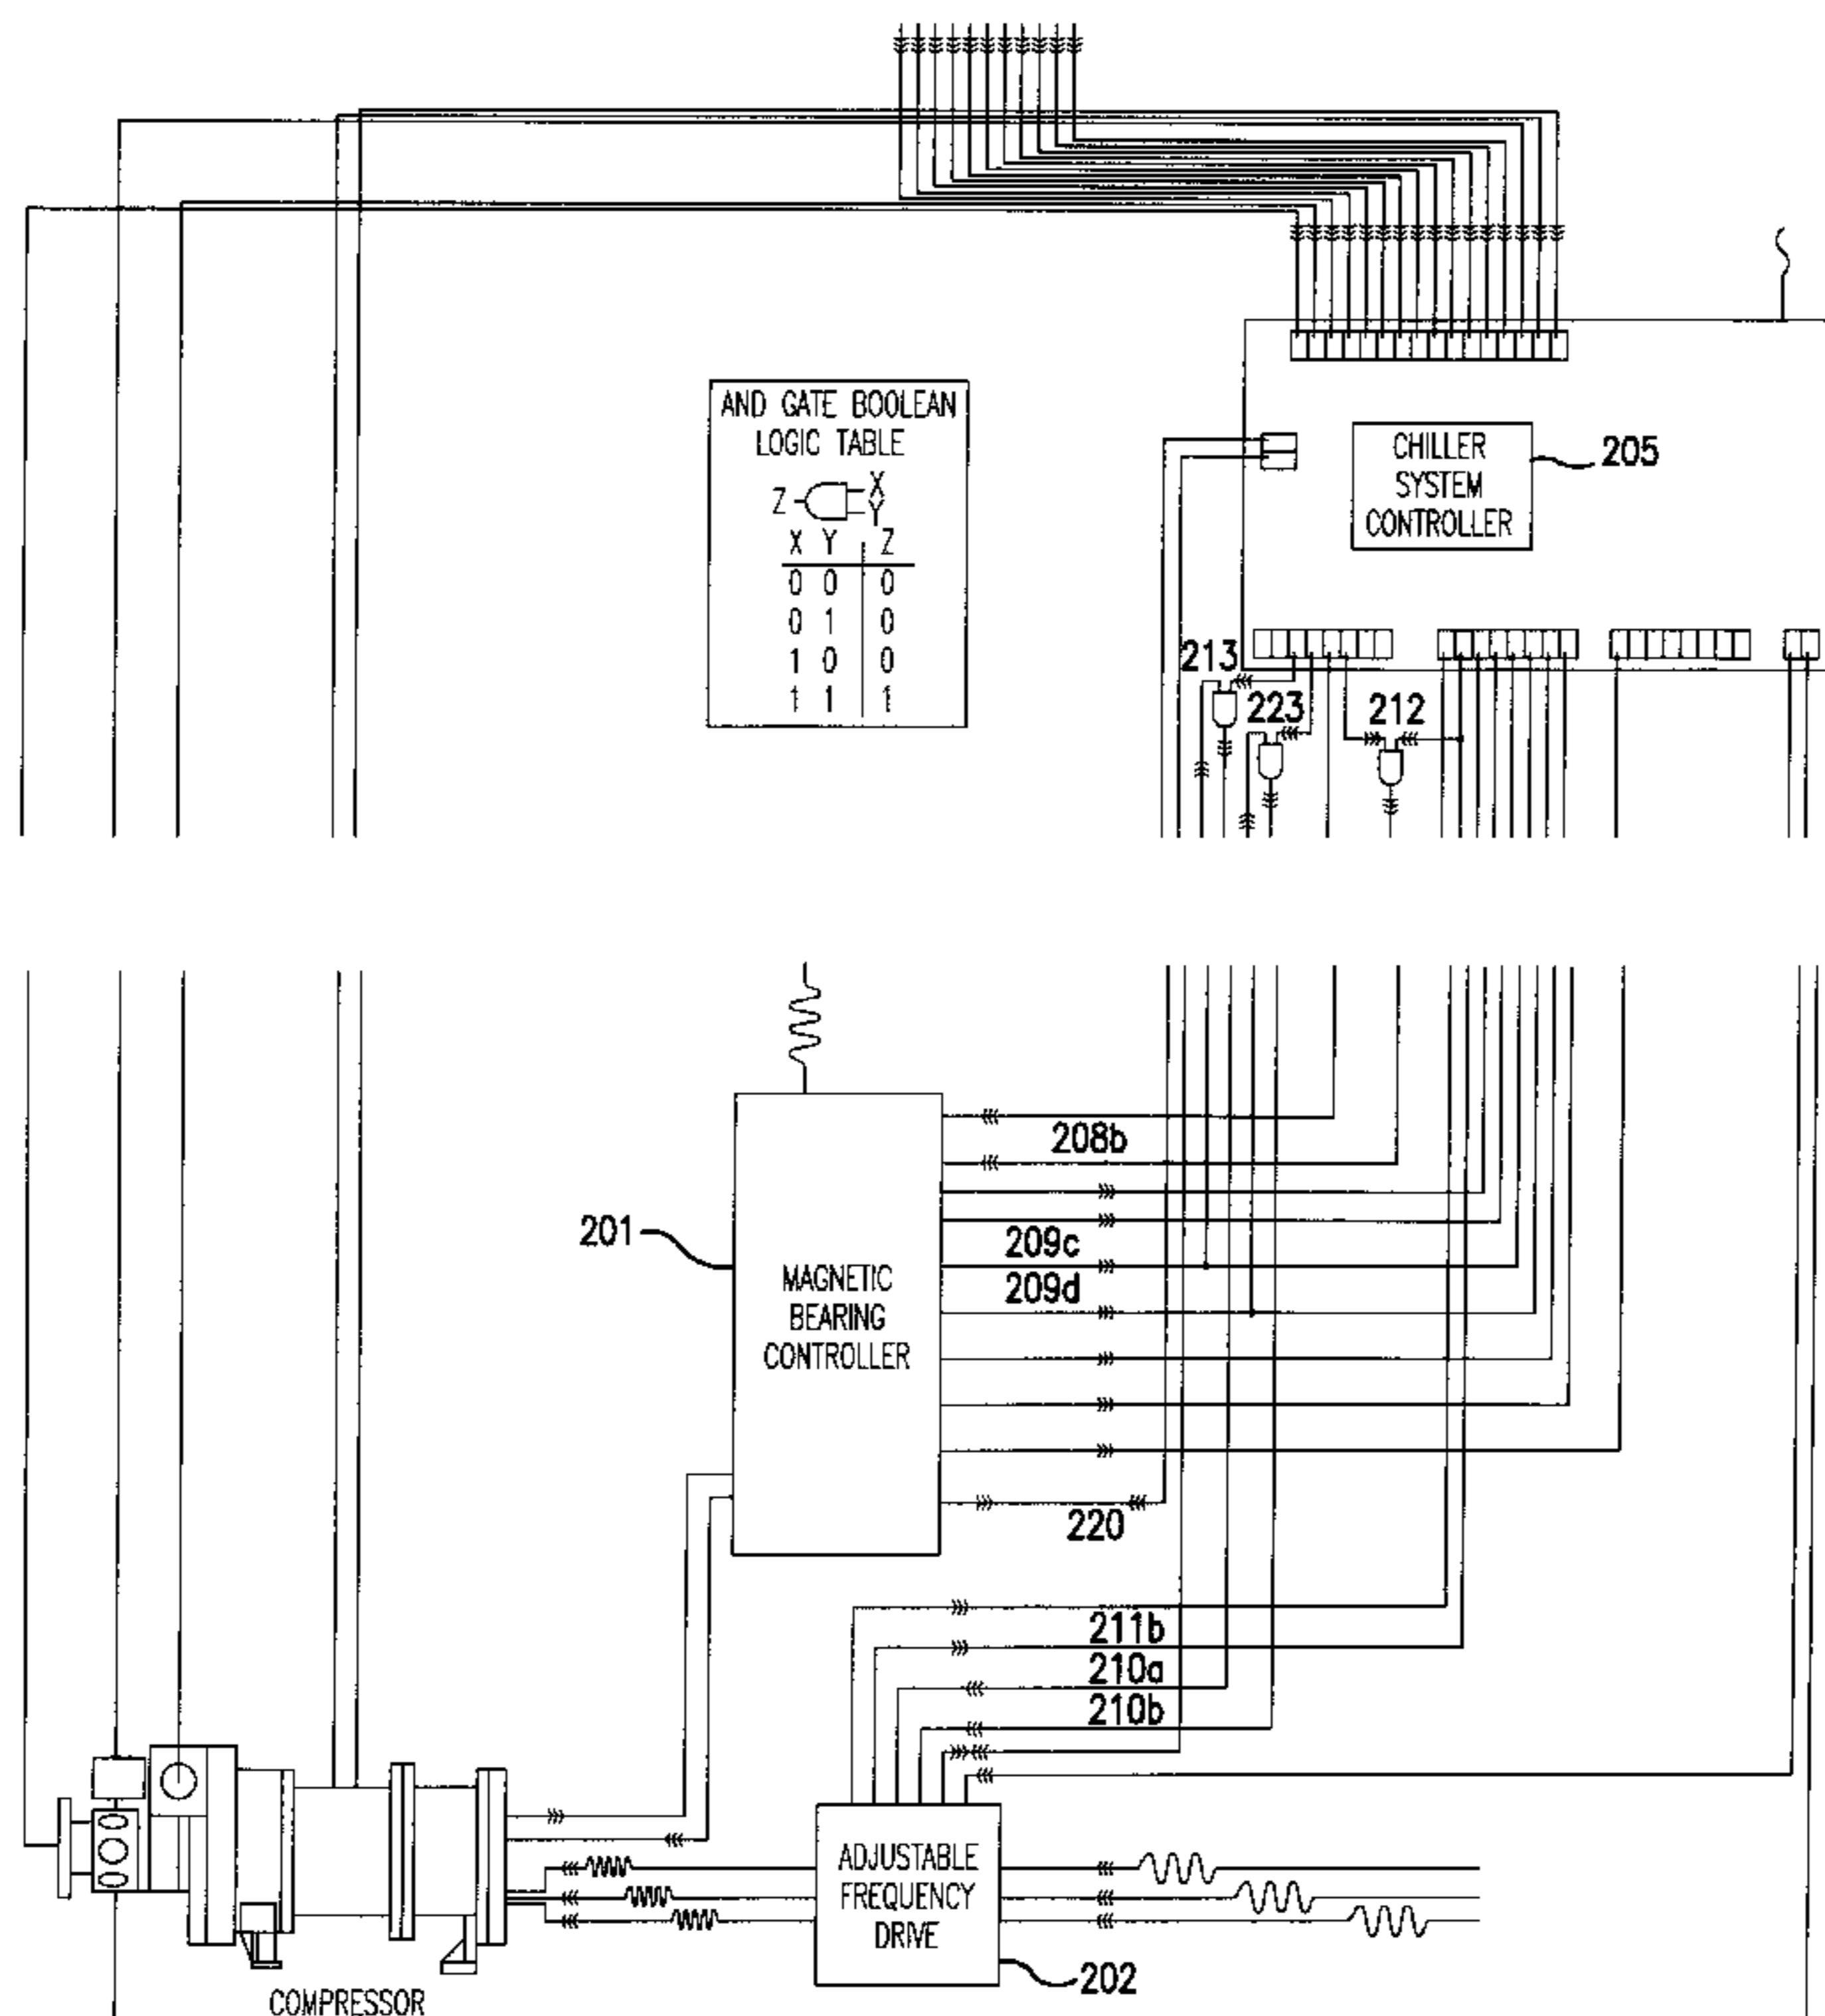 AND GATE BOOLEAN
LOGIC TABLE
Z X
Y
X Y Z
0 0 0
0 1 0
1 0 0
1 1 1
CHILLER
SYSTEM
CONTROLLER
205
213
223
212
208b
201
209c
209d
MAGNETIC
BEARING
CONTROLLER
220
211b
210a
210b
ADJUSTABLE
FREQUENCY
DRIVE
202
COMPRESSOR